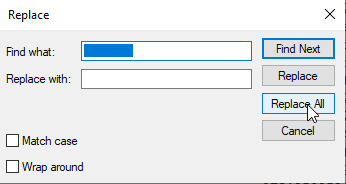 Replace
Find what:
Find Next
Replace with:
Replace
Replace All
Cancel
Match case
Wrap around